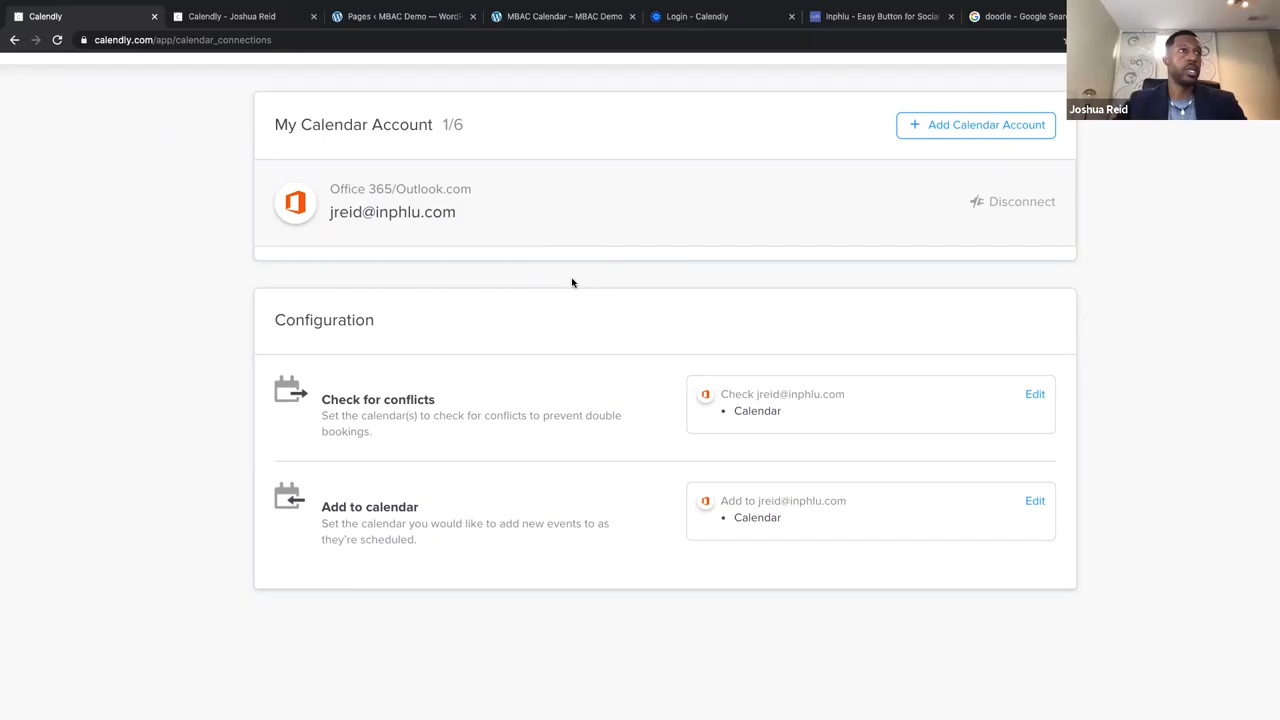 Calendly
Calendly - Joshua Reid
Pages ‹ MBAC Demo — WordP
MBAC Calendar – MBAC Demo
Login - Calendly
Inphlu - Easy Button for Social
doodle - Google Sear
calendly.com/app/calendar_connections
Joshua Reid
My Calendar Account 1/6
+ Add Calendar Account
Office 365/Outlook.com
jreid@inphlu.com
Disconnect
Configuration
Check for conflicts
Set the calendar(s) to check for conflicts to prevent double
bookings.
Check jreid@inphlu.com
Edit
• Calendar
Add to calendar
Set the calendar you would like to add new events to as
they're scheduled.
Add to jreid@inphlu.com
Edit
• Calendar